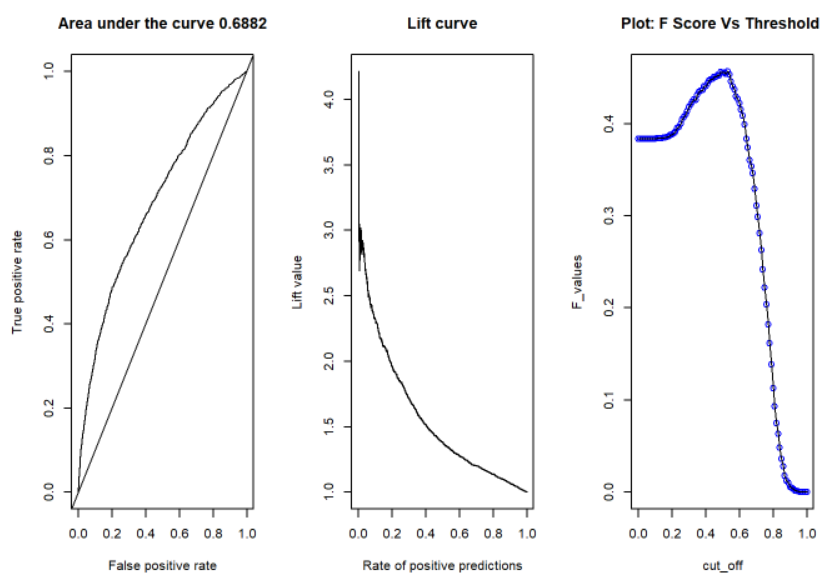 Area under the curve 0.6882
True positive rate
1.0
0.8
0.6
0.4
0.2
0.0
0.0 0.2 0.4 0.6 0.8 1.0
False positive rate
Lift curve
Lift value
4.0
3.5
3.0
2.5
2.0
1.5
1.0
0.0 0.2 0.4 0.6 0.8 1.0
Rate of positive predictions
Plot: F Score Vs Threshold
F_values
0.4
0.3
0.2
0.1
0.0
0.0 0.2 0.4 0.6 0.8 1.0
cut_off